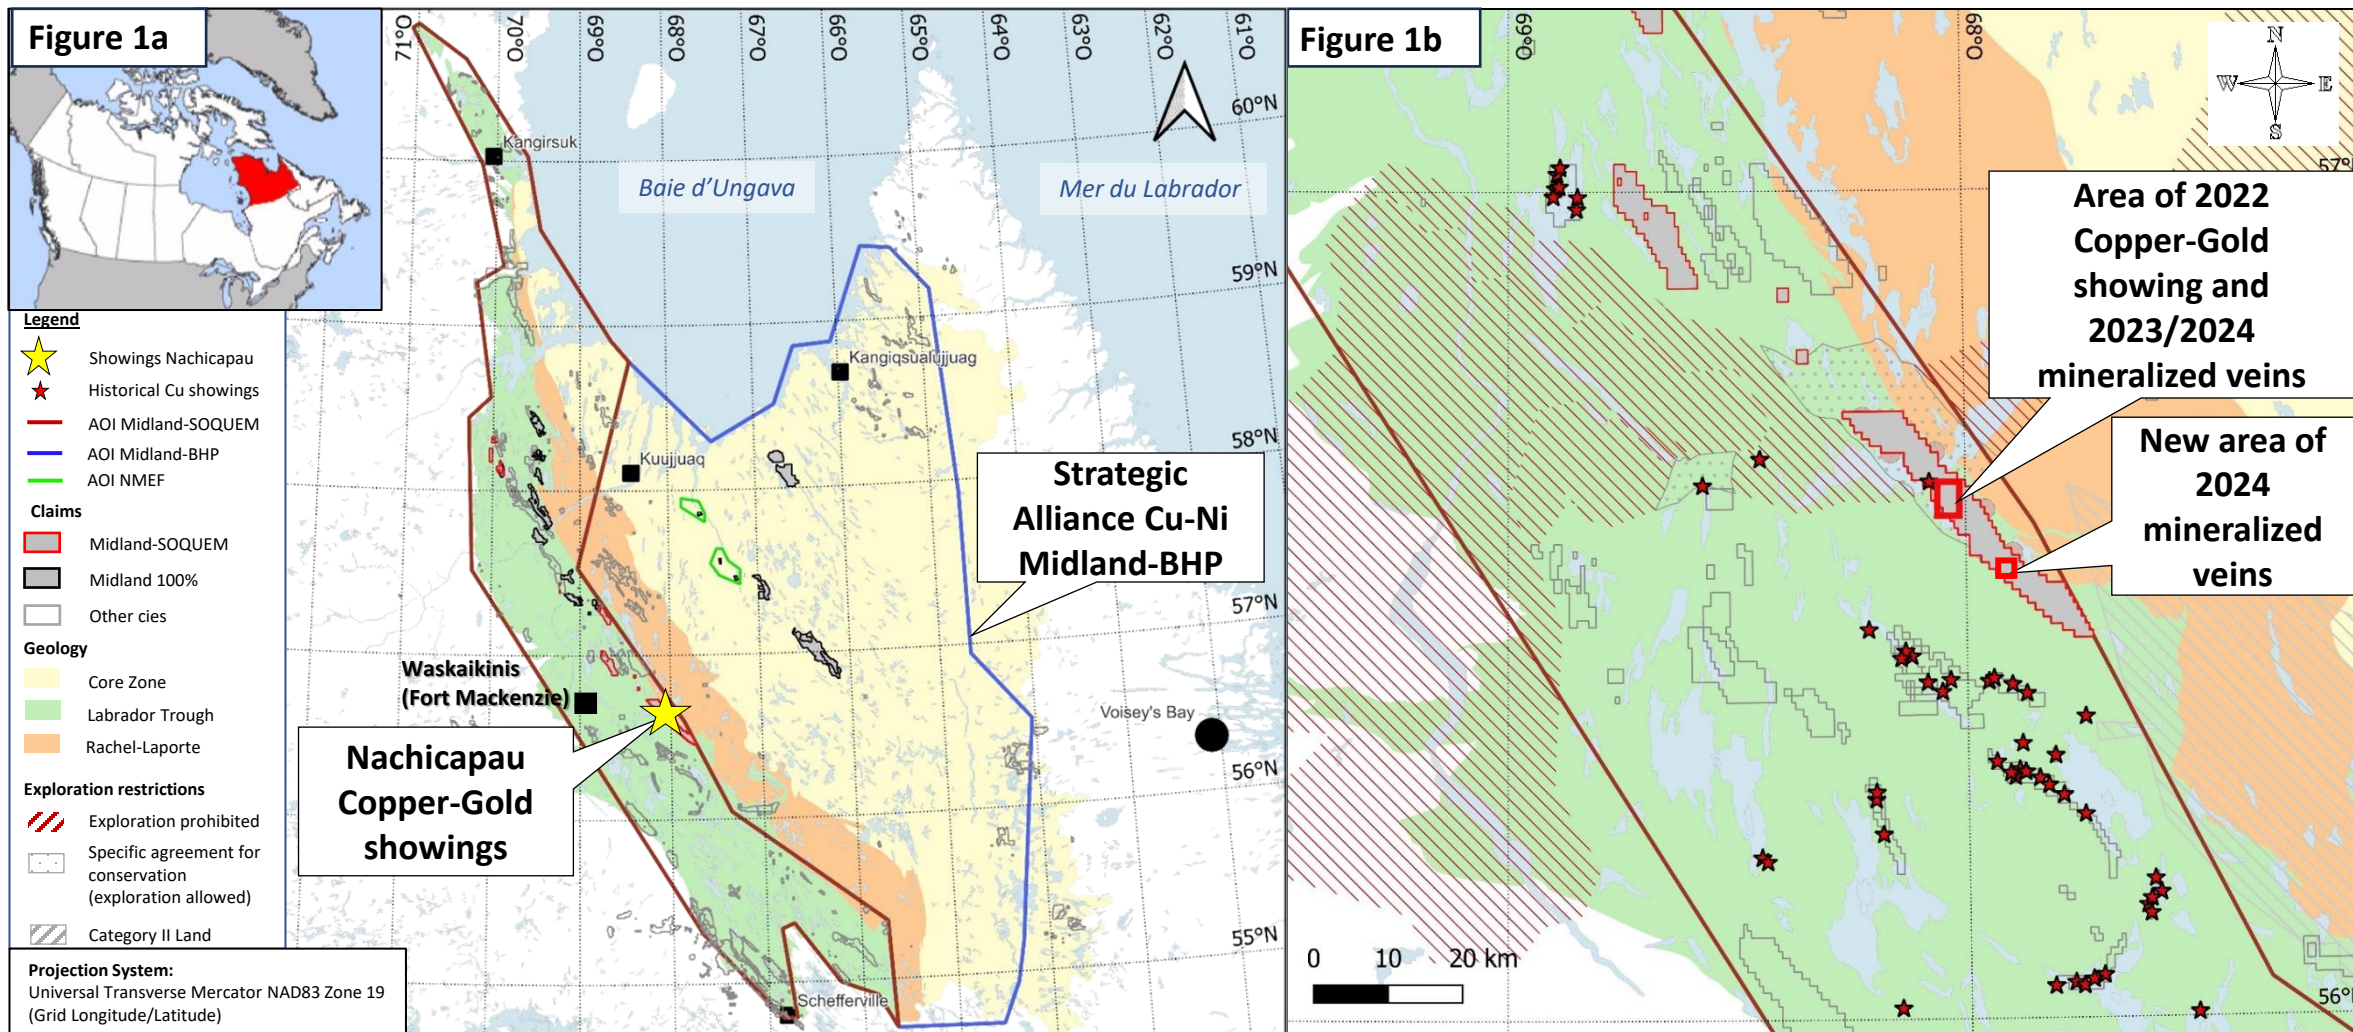 Figure 1a
71°O
70°O
69°O
68°O
67°O
66°O
65°O
64°O
63°O
62°O
61°O
60°N
59°N
58°N
57°N
56°N
55°N
Kangirsuk
Baie d'Ungava
Mer du Labrador
Kangiqsualujjuag
Kuujjuaq
Strategic
Alliance Cu-Ni
Midland-BHP
Waskaikinis
(Fort Mackenzie)
Voisey's Bay
Nachicapau
Copper-Gold
showings
Schefferville
Legend
Showings Nachicapau
Historical Cu showings
AOI Midland-SOQUEM
AOI Midland-BHP
AOI NMEF
Claims
Midland-SOQUEM
Midland 100%
Other cies
Geology
Core Zone
Labrador Trough
Rachel-Laporte
Exploration restrictions
Exploration prohibited
Specific agreement for
conservation
(exploration allowed)
Category II Land
Projection System:
Universal Transverse Mercator NAD83 Zone 19
(Grid Longitude/Latitude)
Figure 1b
69°O
68°O
N
W
E
S
57°N
Area of 2022
Copper-Gold
showing and
2023/2024
mineralized veins
New area of
2024
mineralized
veins
0 10 20 km
56°N